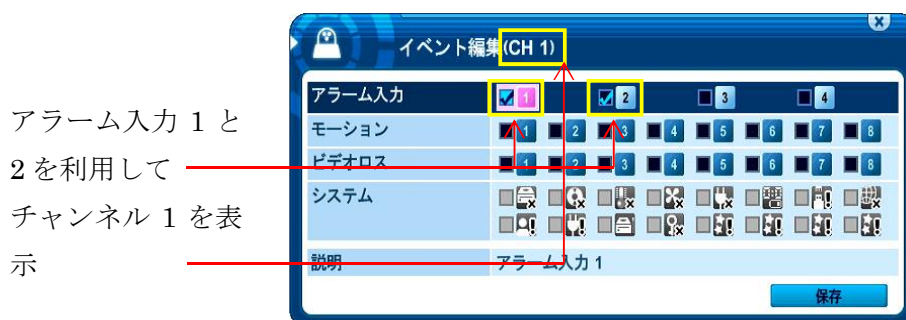 イベント編集(CH 1)
アラーム入力 1 2 3 4
モーション 1 2 3 4 5 6 7 8
ビデオロス 1 2 3 4 5 6 7 8
システム
説明 アラーム入力 1
保存
アラーム入力 1 と
2 を利用して
チャンネル 1 を表
示